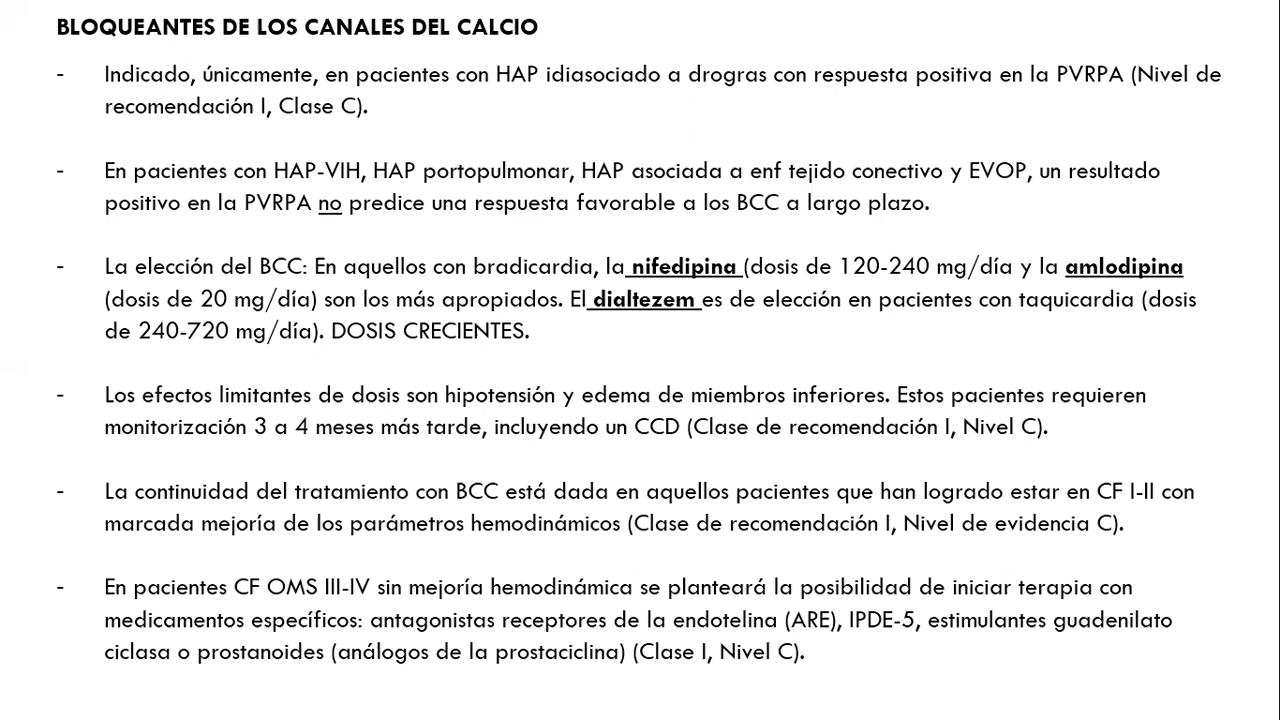 BLOQUEANTES DE LOS CANALES DEL CALCIO
- Indicado, únicamente, en pacientes con HAP idiasociado a drogras con respuesta positiva en la PVRPA (Nivel de
recomendación I, Clase C).
- En pacientes con HAP-VIH, HAP portopulmonar, HAP asociada a enf tejido conectivo y EVOP, un resultado
positivo en la PVRPA no predice una respuesta favorable a los BCC a largo plazo.
- La elección del BCC: En aquellos con bradicardia, la nifedipina (dosis de 120-240 mg/día y la amlodipina
(dosis de 20 mg/día) son los más apropiados. El dialtezem es de elección en pacientes con taquicardia (dosis
de 240-720 mg/día). DOSIS CRECIENTES.
- Los efectos limitantes de dosis son hipotensión y edema de miembros inferiores. Estos pacientes requieren
monitorización 3 a 4 meses más tarde, incluyendo un CCD (Clase de recomendación I, Nivel C).
- La continuidad del tratamiento con BCC está dada en aquellos pacientes que han logrado estar en CF I-II con
marcada mejoría de los parámetros hemodinámicos (Clase de recomendación I, Nivel de evidencia C).
- En pacientes CF OMS III-IV sin mejoría hemodinámica se planteará la posibilidad de iniciar terapia con
medicamentos específicos: antagonistas receptores de la endotelina (ARE), IPDE-5, estimulantes guadenilato
ciclasa o prostanoides (análogos de la prostaciclina) (Clase I, Nivel C).